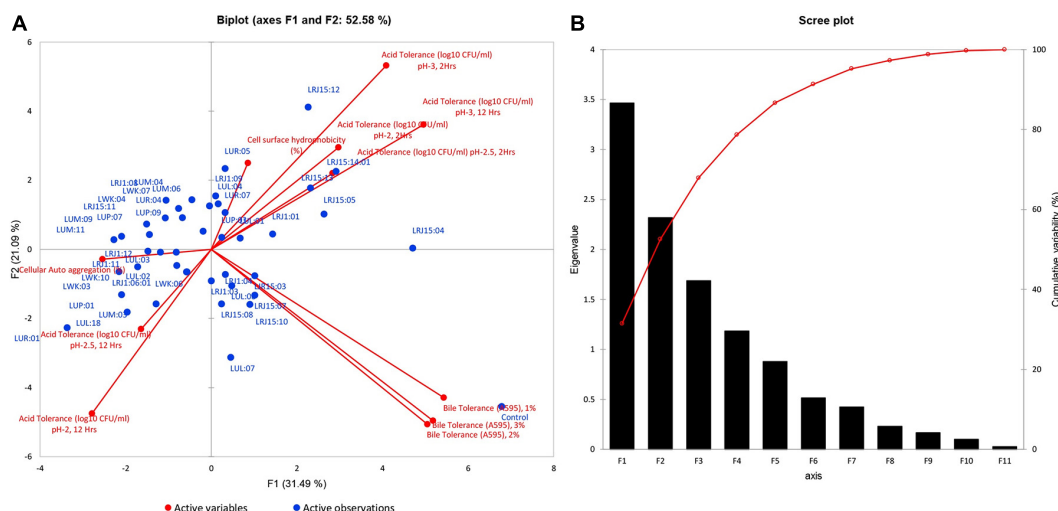 A
Biplot (axes F1 and F2: 52.58 %)
6
4
2
0
-2
-4
-6
F2 (21.09 %)
Acid Tolerance (log10 CFU/ml)
pH-3, 2Hrs
LRJ15:12
Acid Tolerance (log10 CFU/ml)
pH-3, 12 Hrs
Acid Tolerance (log10 CFU/ml)
pH-2, 2Hrs
Cell surface hydrophobicity
(%)
Acid Tolerance (log10 CFU/ml) pH-2.5, 2Hrs
LUR:05
LRJ15:14:01
LRJ15:13
LRJ1:09
LRJ1:08
LUM:04
LWK:07
LUM:06
LUL:04
LUR:07
LWK:04
LUR:04
LRJ15:05
LRJ15:11
LUP:09
LUM:09
LUP:07
LRJ1:01
LUM:11
LRJ15:04
LRJ1:12
LUL:03
LRJ1:11
Cellular Auto aggregation
LWK:10
LUL:02
LWK:03
LRJ1:06:01
LWK:06
LRJ1:04
LRJ15:03
LRJ1:03
LUP:01
LUM:03
LRJ15:07
LRJ15:08
LUL:18
LRJ15:10
LUR:01
Acid Tolerance (log10 CFU/ml)
pH-2.5, 12 Hrs
LUL:07
Acid Tolerance (log10 CFU/ml)
pH-2, 12 Hrs
Bile Tolerance (A595), 1%
Control
Bile Tolerance (A595), 3%
Bile Tolerance (A595), 2%
-4 -2 0 2 4 6 8
F1 (31.49 %)
Active variables Active observations
B
Scree plot
4
3.5
3
2.5
2
1.5
1
0.5
0
Eigenvalue
100
80
60
40
20
0
Cumulative variability (%)
F1 F2 F3 F4 F5 F6 F7 F8 F9 F10 F11
axis